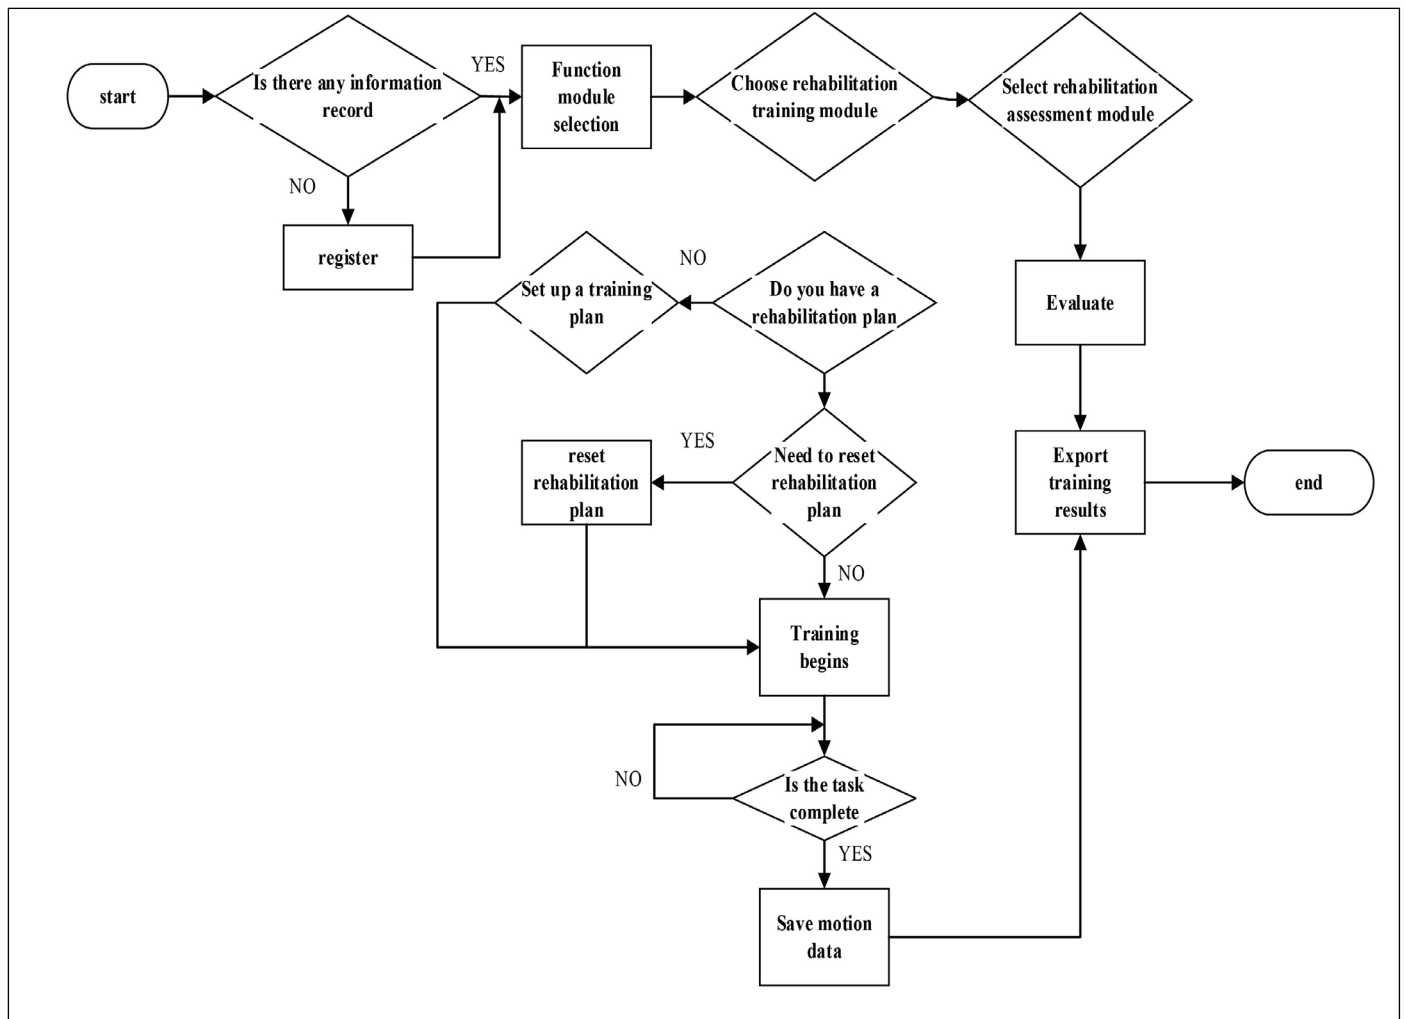 start
Is there any information
record
YES
NO
register
Function
module
selection
Choose rehabilitation
training module
Select rehabilitation
assessment module
Evaluate
Export
training
results
end
Do you have a
rehabilitation plan
NO
Set up a training
plan
Need to reset
rehabilitation
plan
YES
reset
rehabilitation
plan
NO
Training
begins
Is the task
complete
NO
YES
Save motion
data